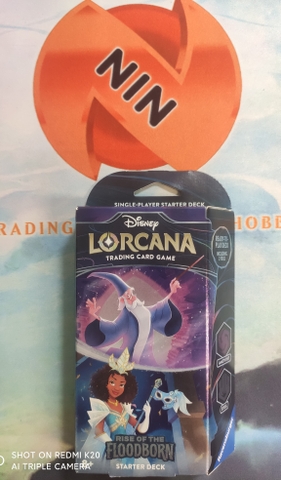 NIN
SINGLE-PLAYER STARTER DECK
TRADING
HOBB
Disney
LORCANA
TRADING CARD GAME
RISE OF THE
FLOODBORN
STARTER DECK
SHOT ON REDMI K20
AI TRIPLE CAMERA